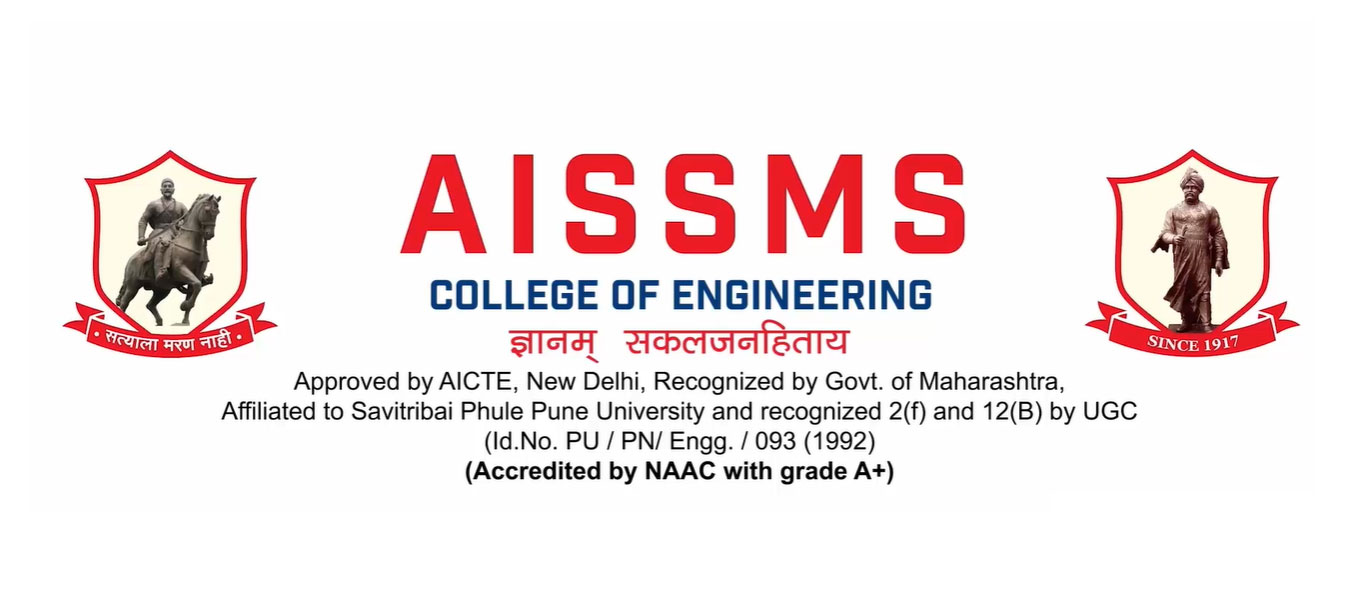 AISSMS
COLLEGE OF ENGINEERING
ज्ञानम् सकलजनहिताय
• सत्याला मरण नाही •
SINCE 1917
Approved by AICTE, New Delhi, Recognized by Govt. of Maharashtra,
Affiliated to Savitribai Phule Pune University and recognized 2(f) and 12(B) by UGC
(Id.No. PU / PN/ Engg. / 093 (1992)
(Accredited by NAAC with grade A+)